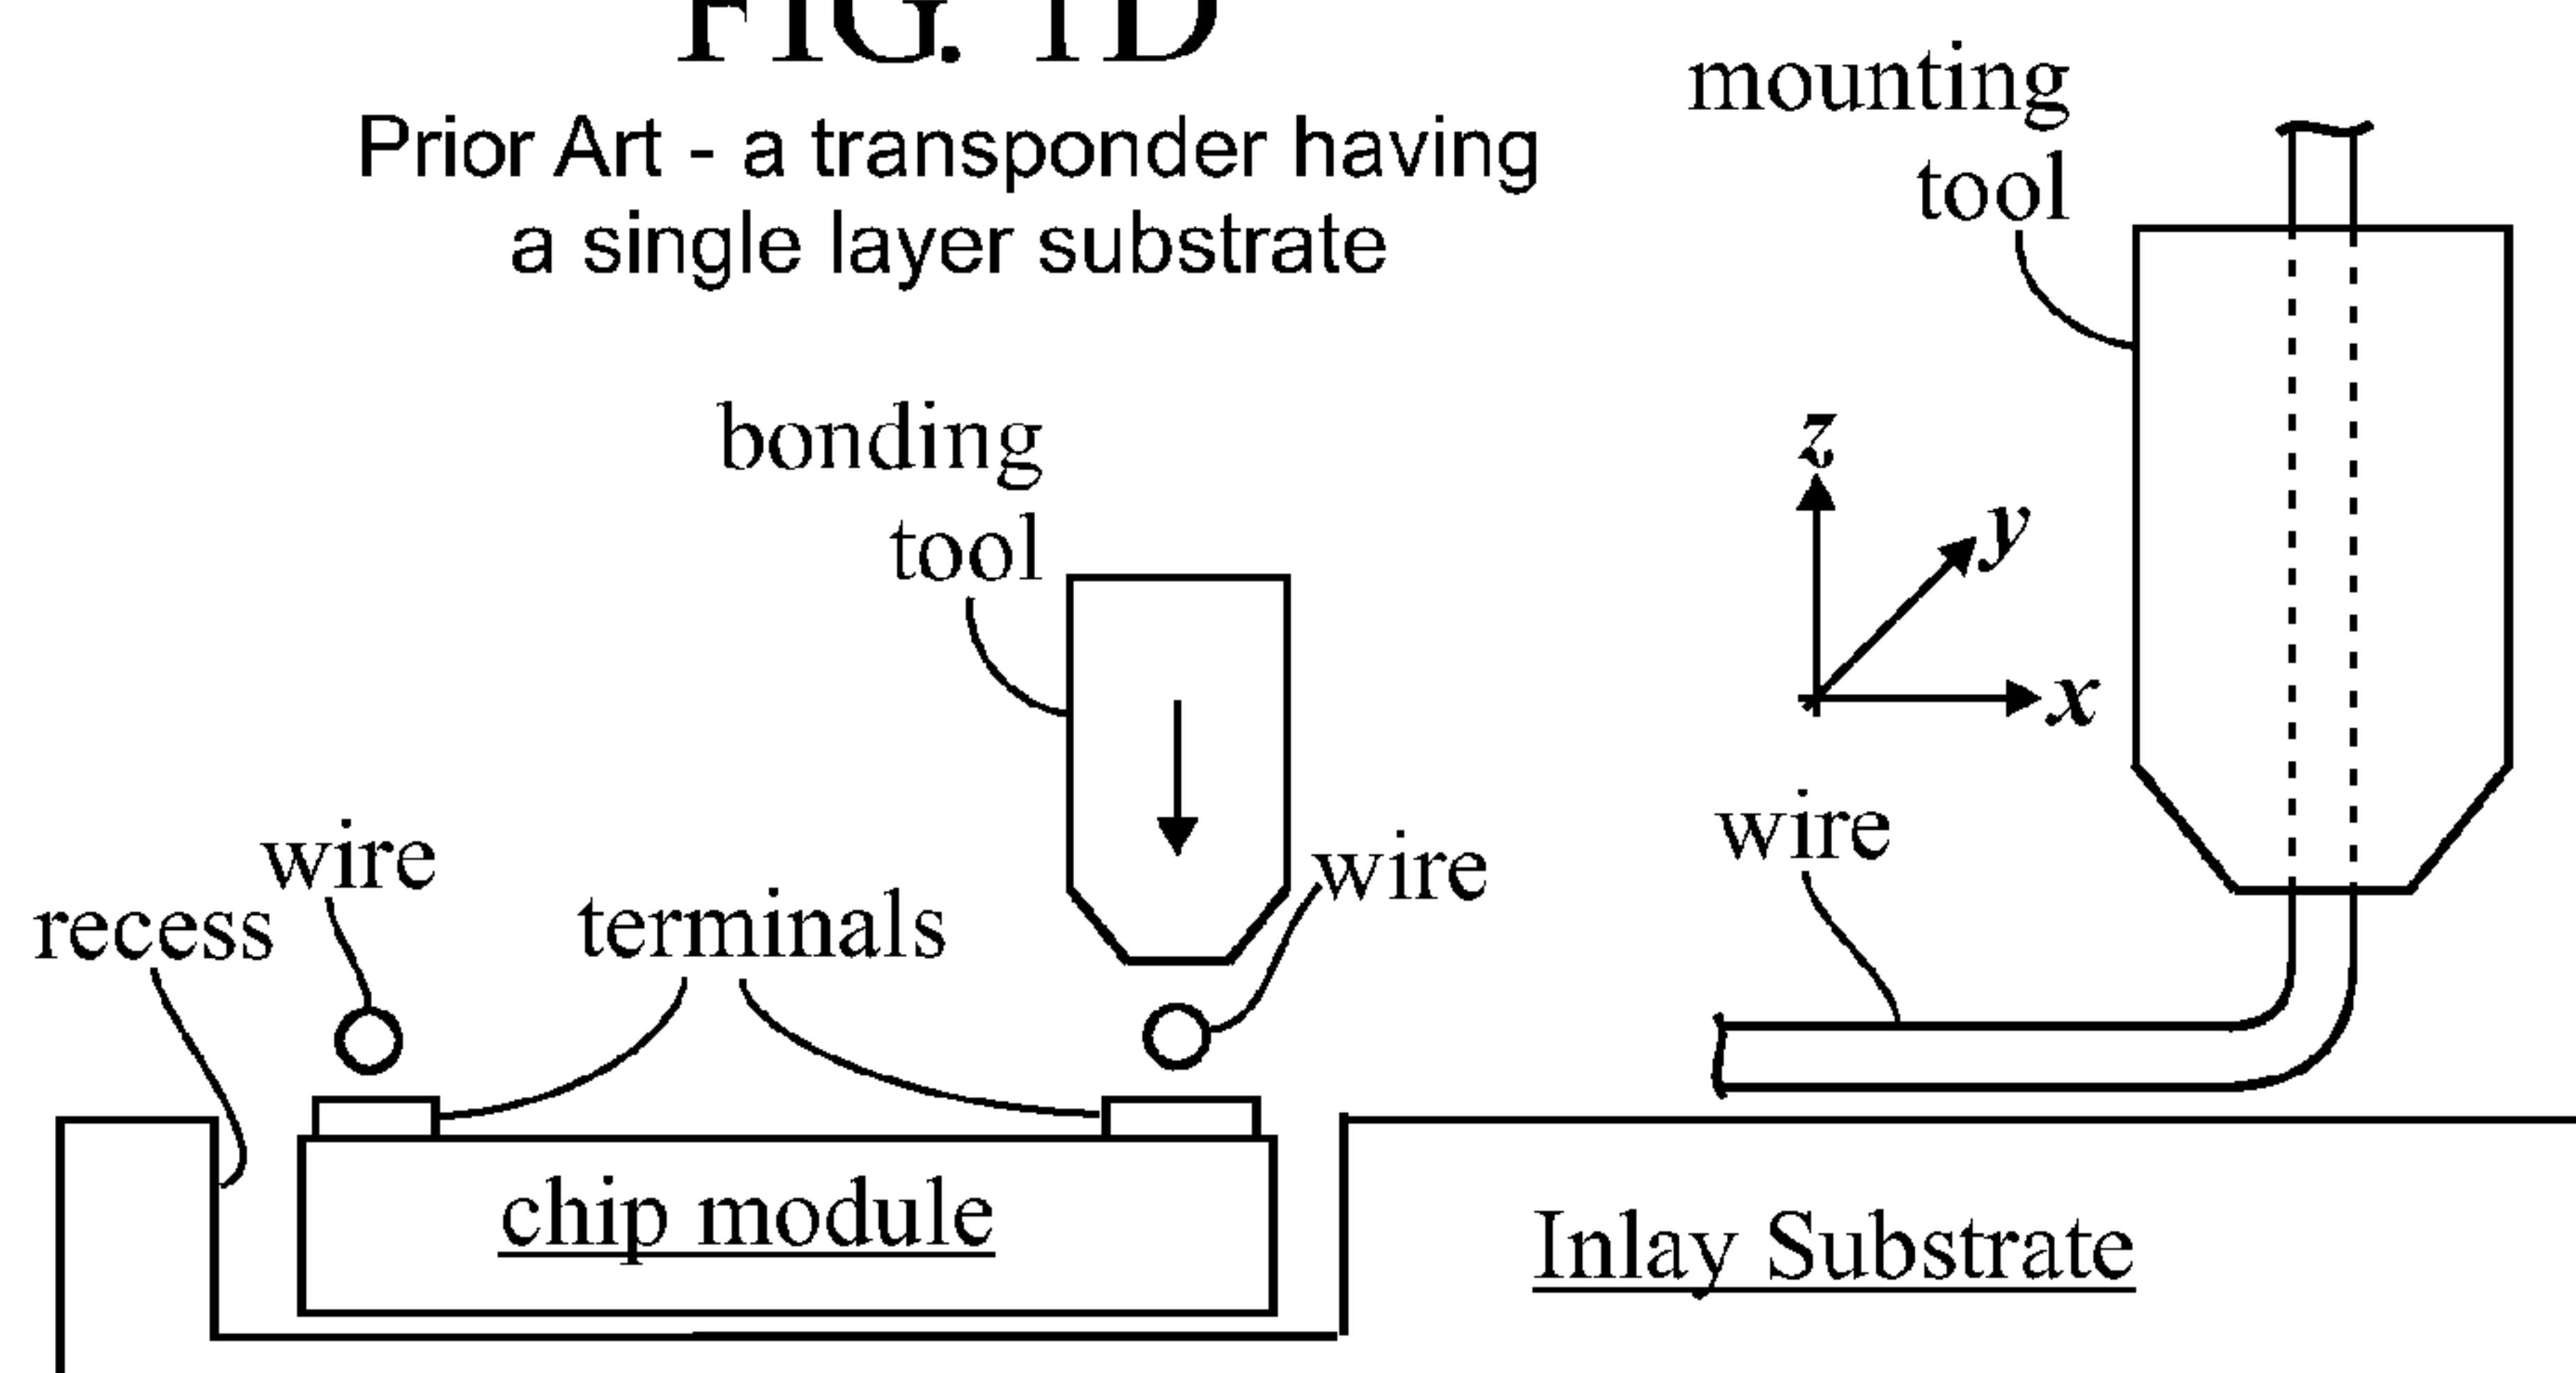 FIG. 1D
Prior Art - a transponder having
a single layer substrate
mounting
tool
bonding
tool
z
y
x
wire
wire
wire
recess
terminals
chip module
Inlay Substrate